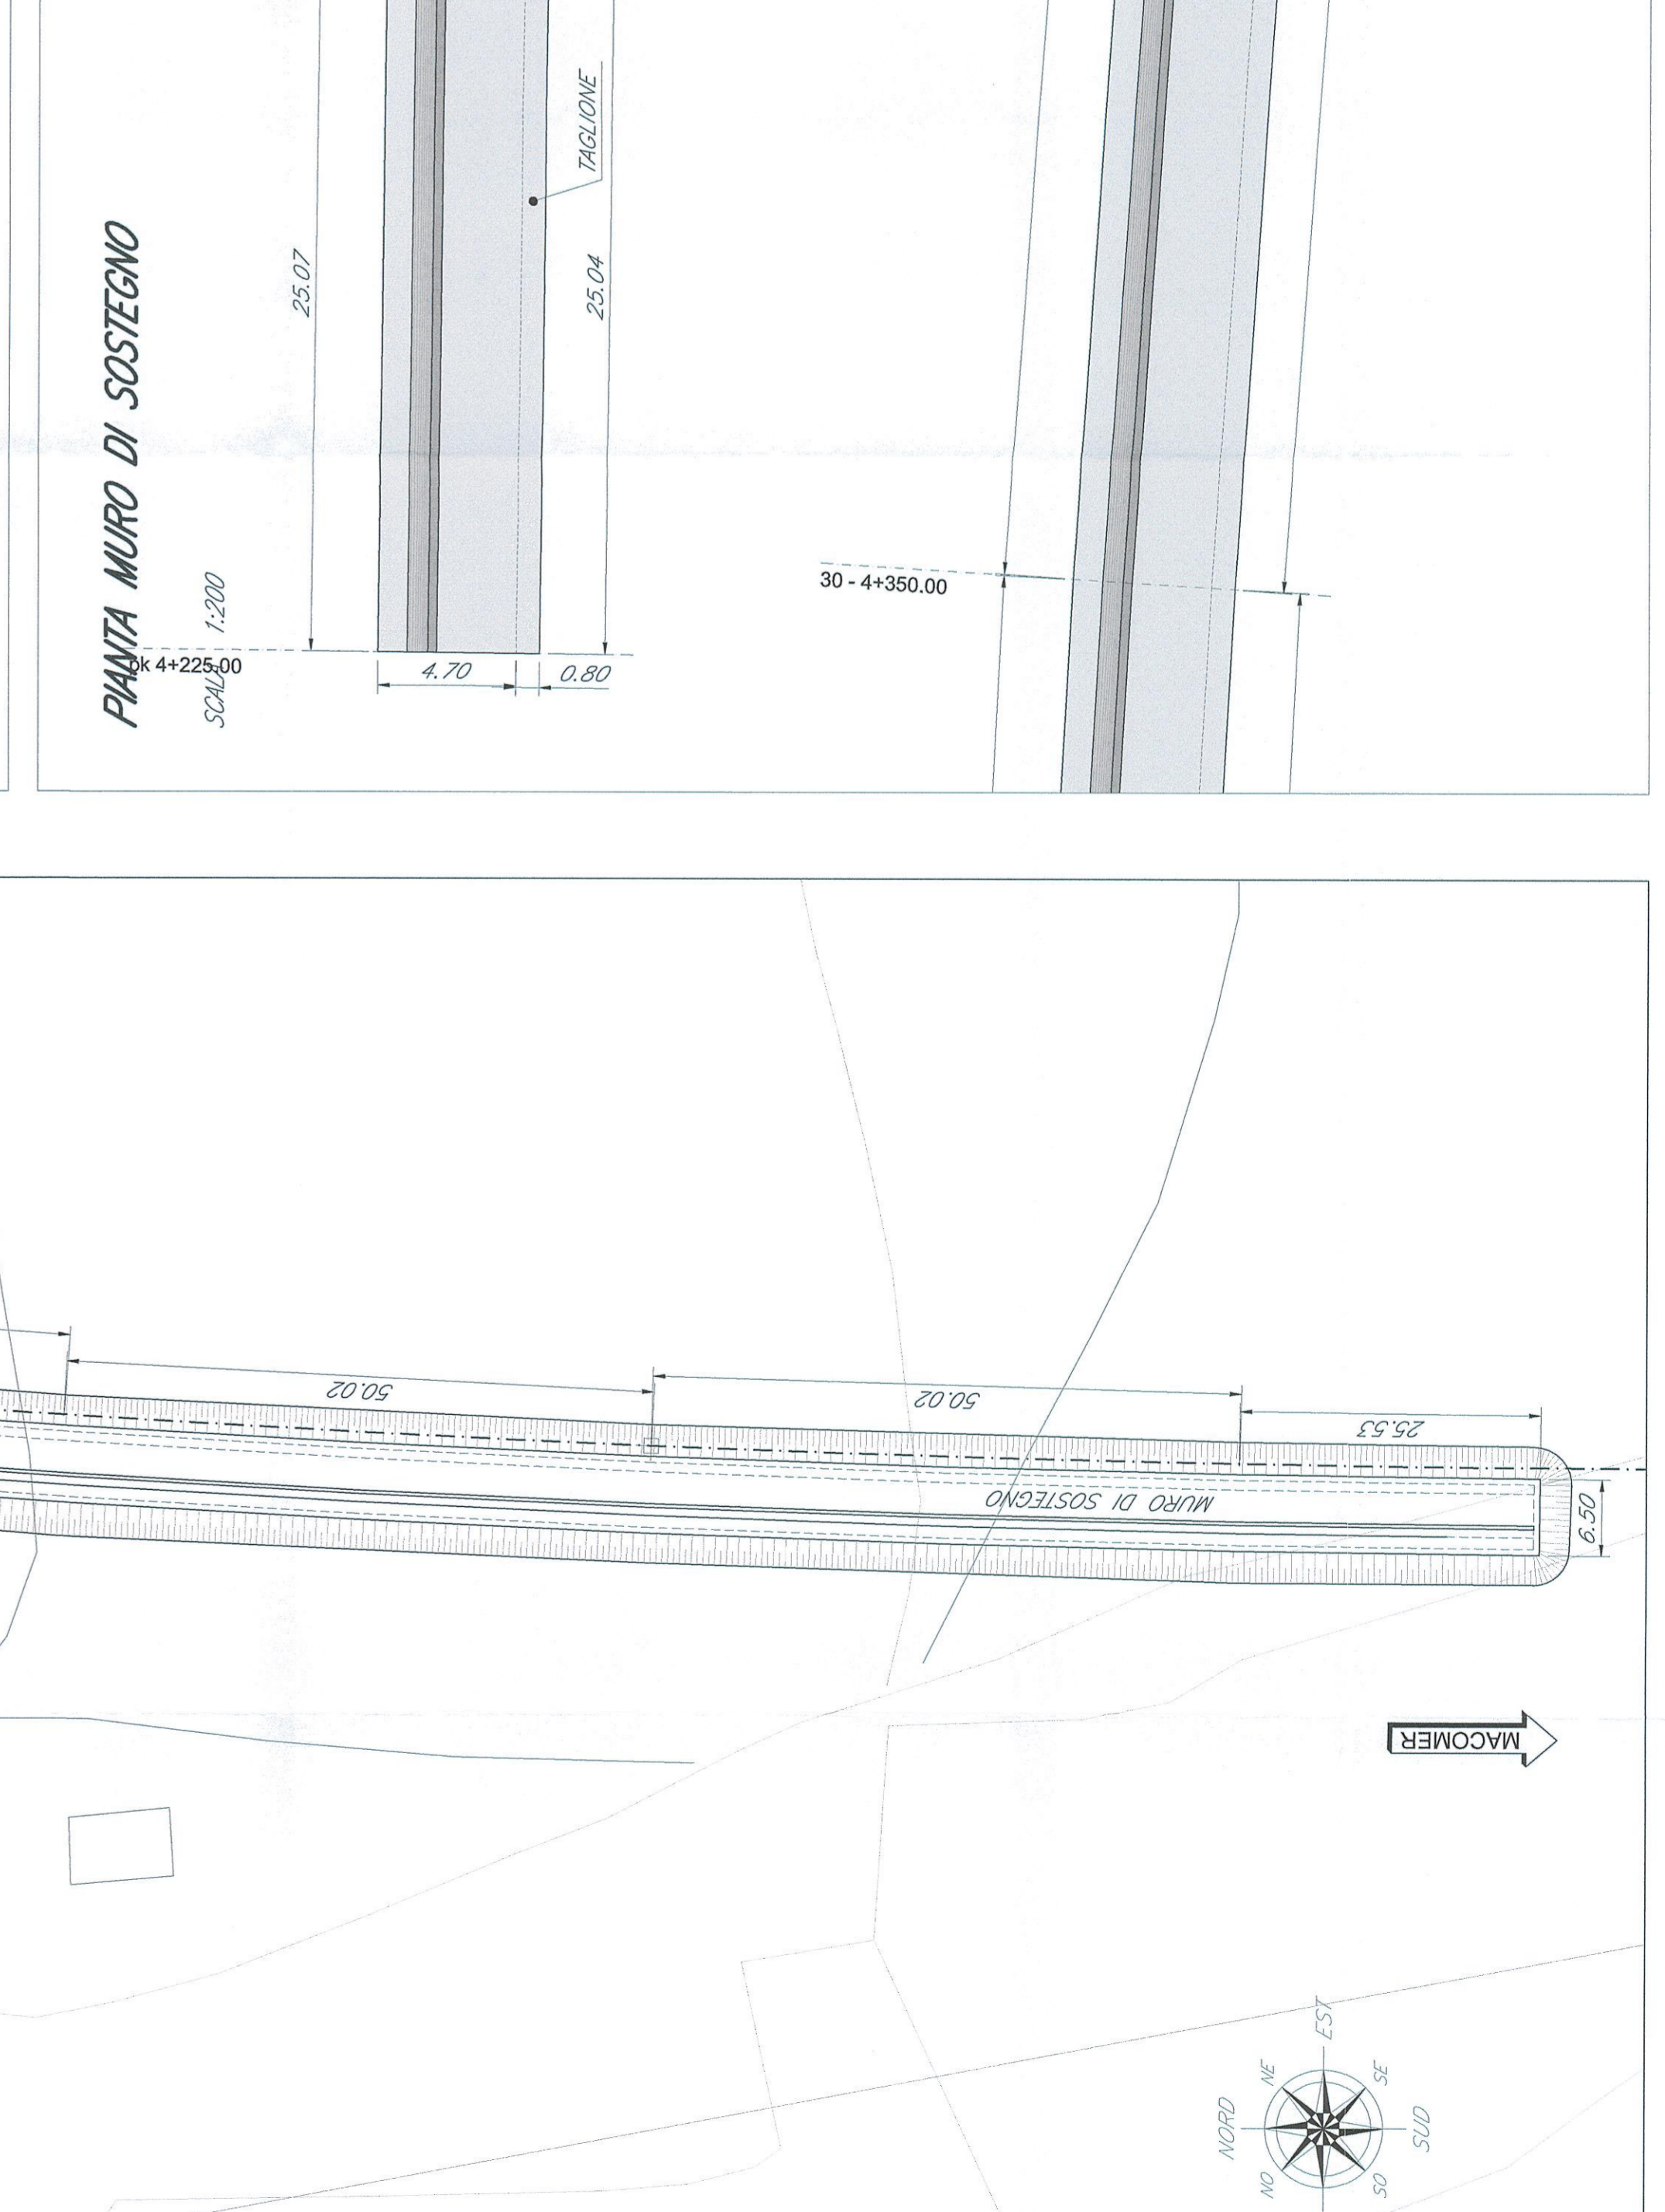 PIANTA MURO DI SOSTEGNO
SCALA 1:200
pk 4+225.00
25.07
4.70
0.80
25.04
TAGLIONE
30 - 4+350.00
50.02
50.02
25.53
MURO DI SOSTEGNO
6.50
MACOMER
NORD
NE
EST
SE
SUD
SO
NO